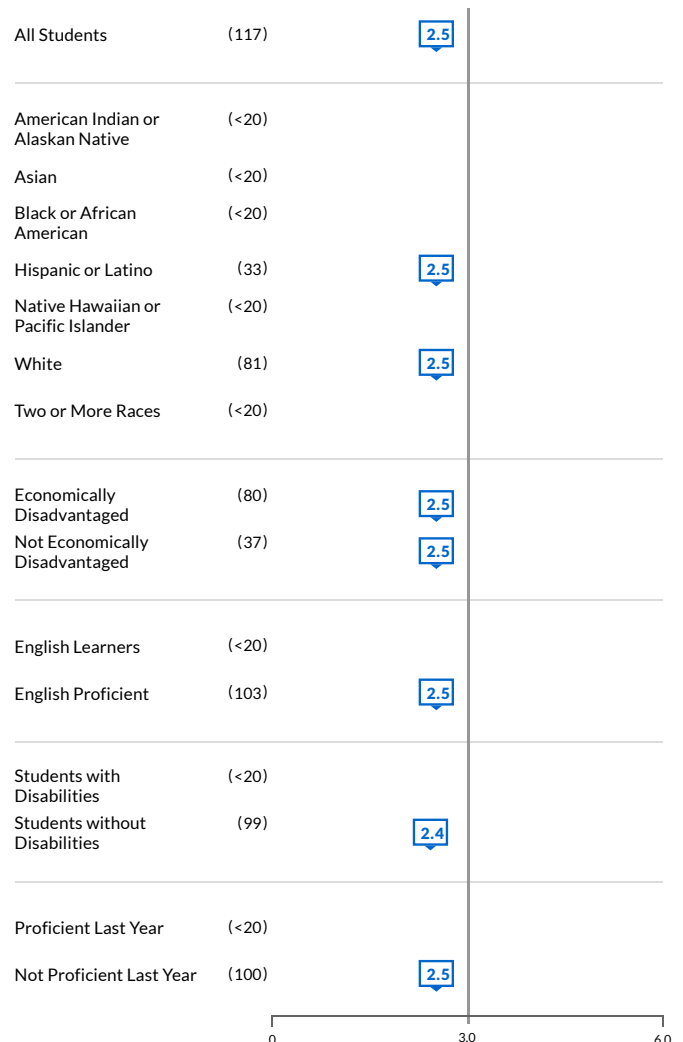 All Students (117) 2.5
American Indian or (<20)
Alaskan Native
Asian (<20)
Black or African (<20)
American
Hispanic or Latino (33) 2.5
Native Hawaiian or (<20)
Pacific Islander
White (81) 2.5
Two or More Races (<20)
Economically (80) 2.5
Disadvantaged
Not Economically (37) 2.5
Disadvantaged
English Learners (<20)
English Proficient (103) 2.5
Students with (<20)
Disabilities
Students without (99) 2.4
Disabilities
Proficient Last Year (<20)
Not Proficient Last Year (100) 2.5
0 3.0 6.0